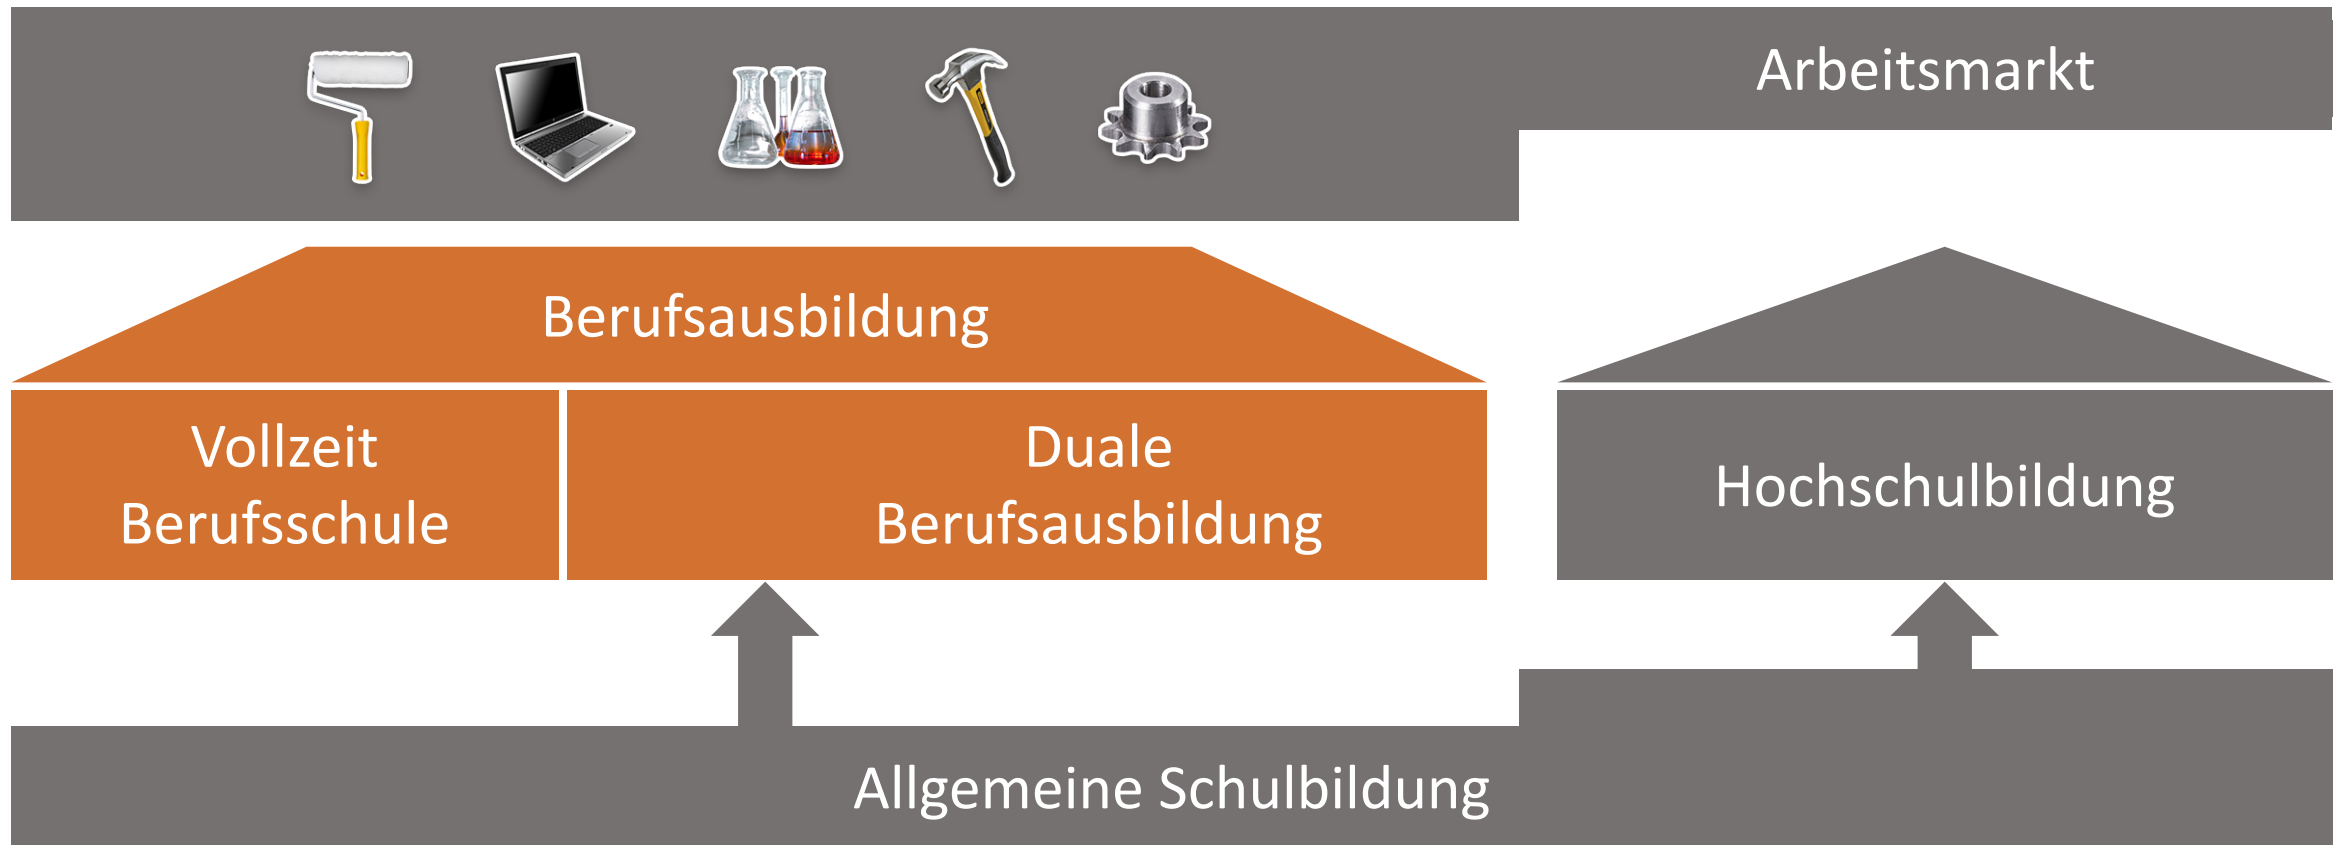 Arbeitsmarkt
Berufsausbildung
Vollzeit
Berufsschule
Duale
Berufsausbildung
Hochschulbildung
Allgemeine Schulbildung